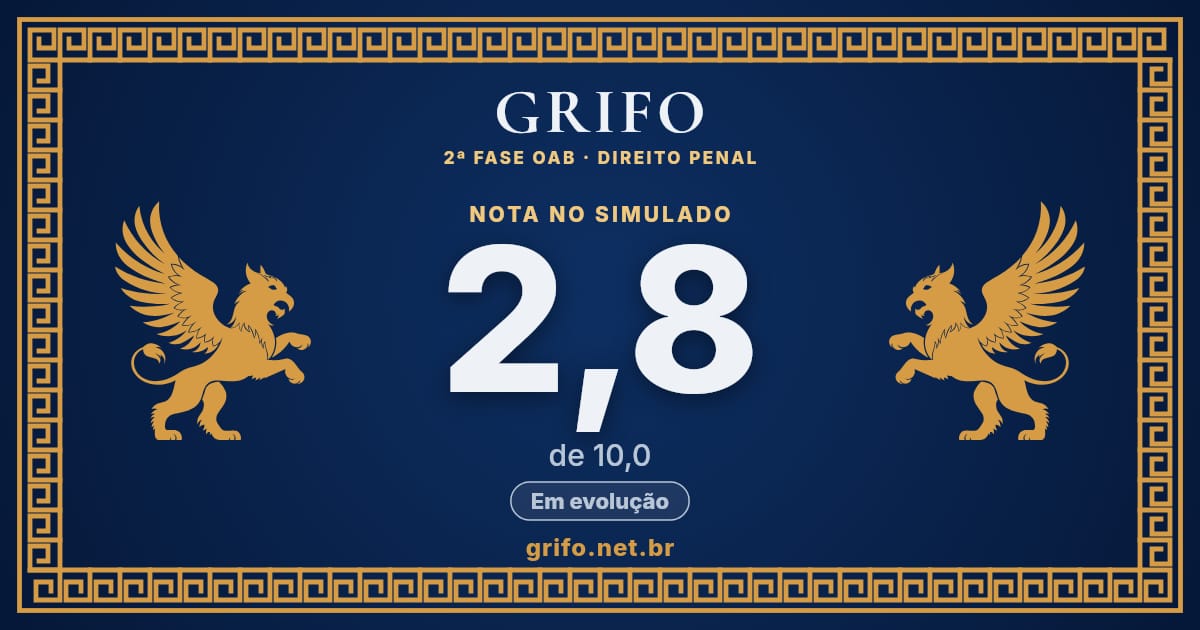 GRIFO
2ª FASE OAB · DIREITO PENAL
NOTA NO SIMULADO
2,8
de 10,0
Em evolução
grifo.net.br